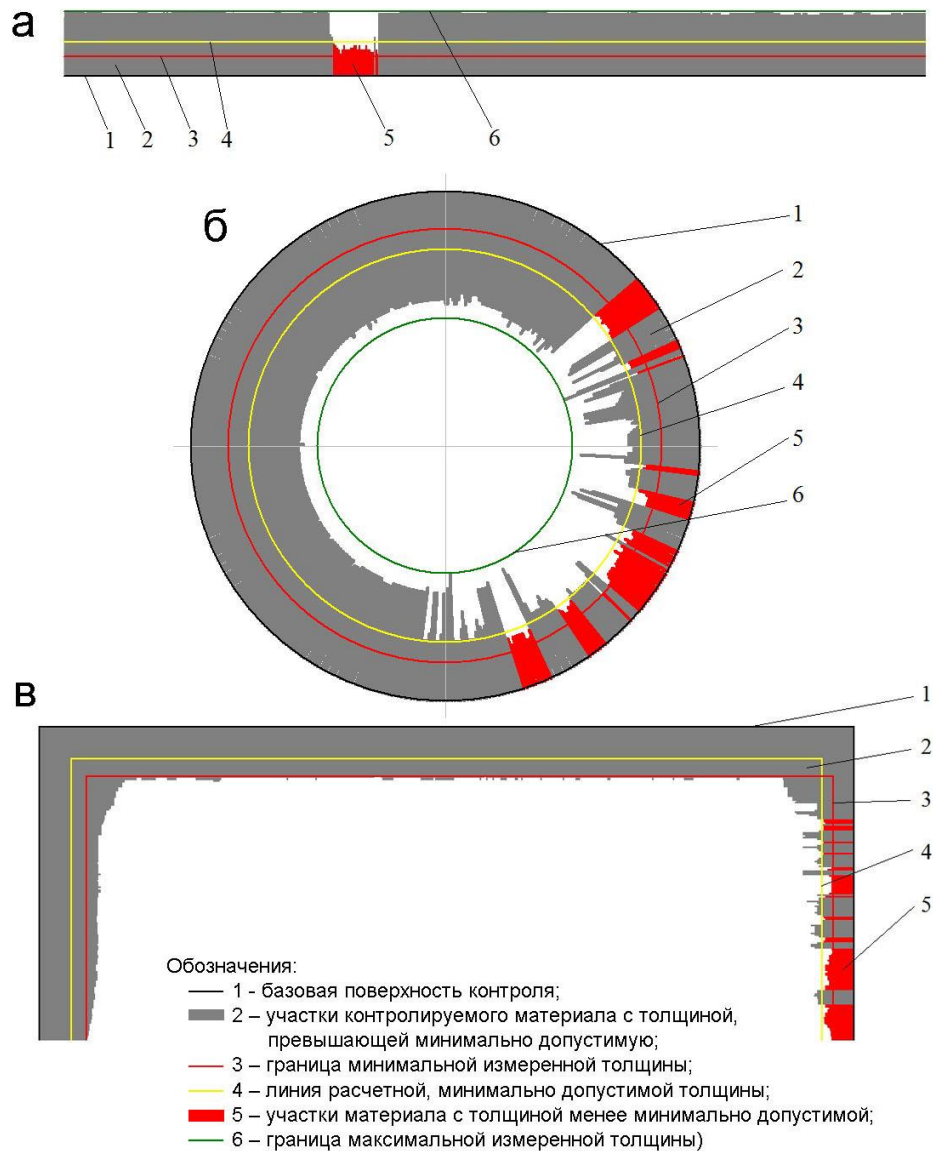 а
1 2 3 4 5 6
б
1
2
3
4
5
6
в
1
2
3
4
5
Обозначения:
1 - базовая поверхность контроля;
2 – участки контролируемого материала с толщиной,
превышающей минимально допустимую;
3 – граница минимальной измеренной толщины;
4 – линия расчетной, минимально допустимой толщины;
5 – участки материала с толщиной менее минимально допустимой;
6 – граница максимальной измеренной толщины)